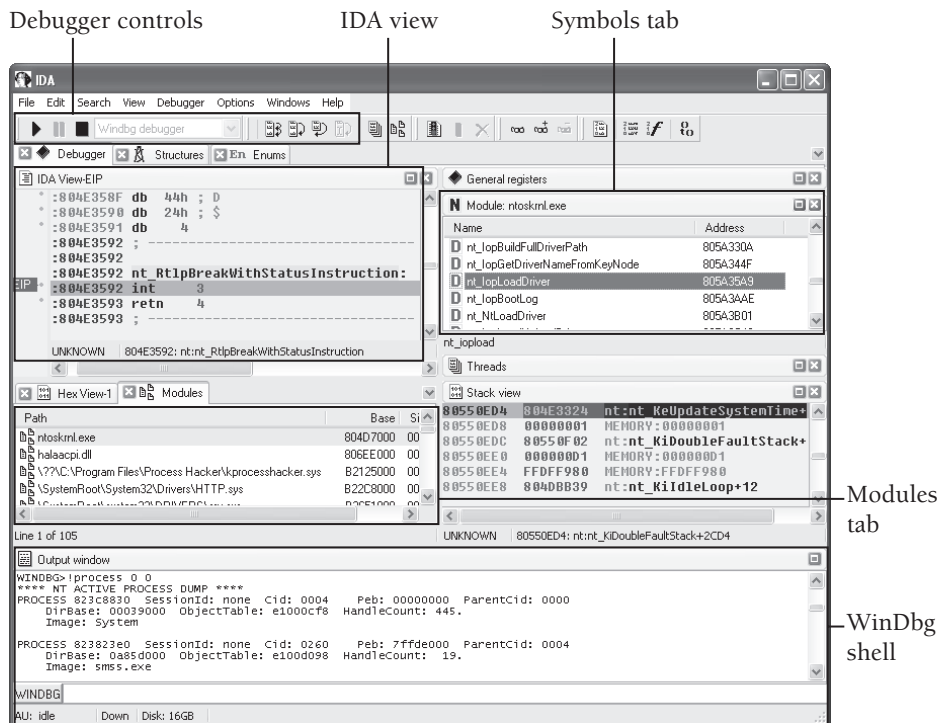 Debugger controls
IDA view
Symbols tab
IDA
File Edit Search View Debugger Options Windows Help
Windbg debugger
Debugger Structures En Enums
IDA View-EIP
:804E358F db 44h ; D
:804E3590 db 24h ; $
:804E3591 db 4
:804E3592 ; ----------------------------------
:804E3592
:804E3592 nt_RtlpBreakWithStatusInstruction:
EIP
:804E3592 int 3
:804E3593 retn 4
:804E3593 ; ----------------------------------
UNKNOWN 804E3592: nt:nt_RtlpBreakWithStatusInstruction
General registers
N Module: ntoskrnl.exe
Name Address
D nt_IopBuildFullDriverPath 805A330A
D nt_IopGetDriverNameFromKeyNode 805A344F
D nt_IopLoadDriver 805A35A9
D nt_IopBootLog 805A3AAE
D nt_NtLoadDriver 805A3B01
nt_iopload
Threads
Hex View-1 Modules
Path Base Si
ntoskrnl.exe 804D7000 00
halaacpi.dll 806EE000 00
\??\C:\Program Files\Process Hacker\kprocesshacker.sys B2125000 00
\SystemRoot\System32\Drivers\HTTP.sys B22C8000 00
Line 1 of 105
Stack view
80550ED4 804E3324 nt:nt_KeUpdateSystemTime+
80550ED8 00000001 MEMORY:00000001
80550EDC 80550F02 nt:nt_KiDoubleFaultStack+
80550EE0 000000D1 MEMORY:000000D1
80550EE4 FFDFF980 MEMORY:FFDFF980
80550EE8 804DBB39 nt:nt_KiIdleLoop+12
UNKNOWN 80550ED4: nt:nt_KiDoubleFaultStack+2CD4
Modules
tab
Output window
WINDBG>!process 0 0
**** NT ACTIVE PROCESS DUMP ****
PROCESS 823c8830 SessionId: none Cid: 0004 Peb: 00000000 ParentCid: 0000
DirBase: 00039000 ObjectTable: e1000cf8 HandleCount: 445.
Image: System
PROCESS 823823e0 SessionId: none Cid: 0260 Peb: 7ffde000 ParentCid: 0004
DirBase: 0a85d000 ObjectTable: e100d098 HandleCount: 19.
Image: smss.exe
WinDbg
shell
WINDBG
AU: idle Down Disk: 16GB